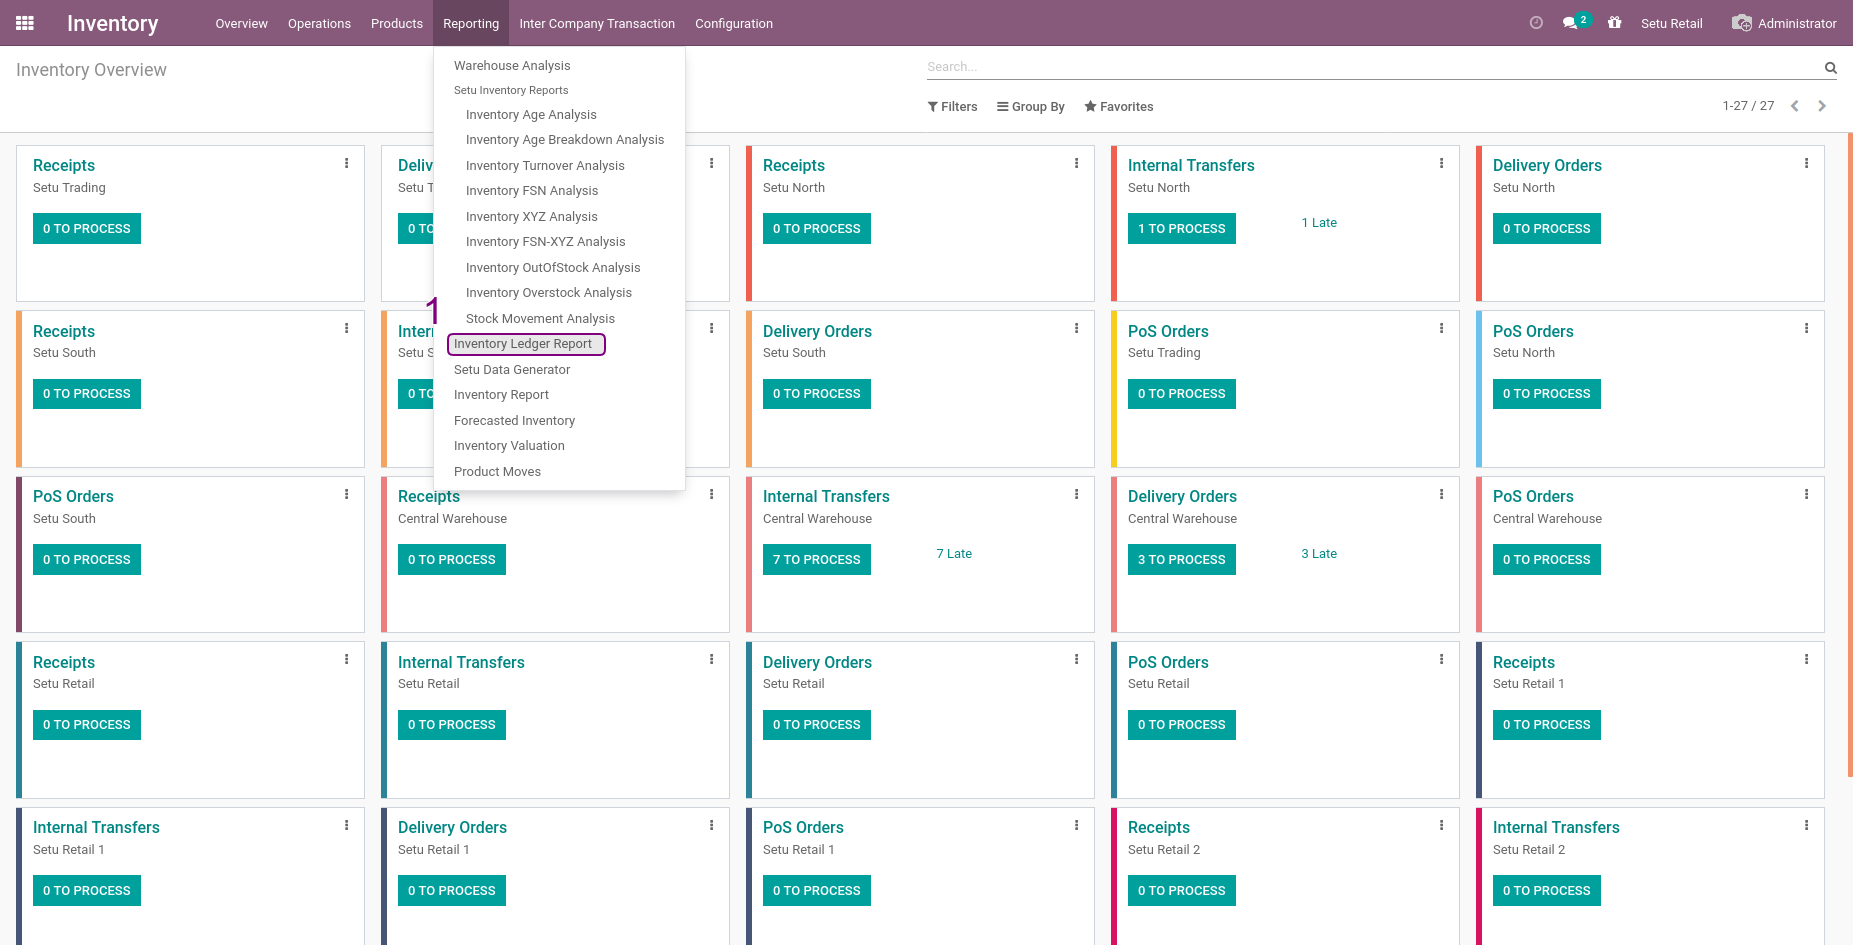 Inventory
Overview
Operations
Products
Reporting
Inter Company Transaction
Configuration
2
Setu Retail
Administrator
Inventory Overview
Search...
Filters
Group By
Favorites
1-27 / 27
Warehouse Analysis
Setu Inventory Reports
Inventory Age Analysis
Inventory Age Breakdown Analysis
Inventory Turnover Analysis
Inventory FSN Analysis
Inventory XYZ Analysis
Inventory FSN-XYZ Analysis
Inventory OutOfStock Analysis
Inventory Overstock Analysis
Stock Movement Analysis
1
Inventory Ledger Report
Setu Data Generator
Inventory Report
Forecasted Inventory
Inventory Valuation
Product Moves
Receipts
Setu Trading
0 TO PROCESS
Deliv
Setu T
0 TO
Receipts
Setu North
0 TO PROCESS
Internal Transfers
Setu North
1 TO PROCESS
1 Late
Delivery Orders
Setu North
0 TO PROCESS
Receipts
Setu South
0 TO PROCESS
Inter
Setu S
0 TO
Delivery Orders
Setu South
0 TO PROCESS
PoS Orders
Setu Trading
0 TO PROCESS
PoS Orders
Setu North
0 TO PROCESS
PoS Orders
Setu South
0 TO PROCESS
Receipts
Central Warehouse
0 TO PROCESS
Internal Transfers
Central Warehouse
7 TO PROCESS
7 Late
Delivery Orders
Central Warehouse
3 TO PROCESS
3 Late
PoS Orders
Central Warehouse
0 TO PROCESS
Receipts
Setu Retail
0 TO PROCESS
Internal Transfers
Setu Retail
0 TO PROCESS
Delivery Orders
Setu Retail
0 TO PROCESS
PoS Orders
Setu Retail
0 TO PROCESS
Receipts
Setu Retail 1
0 TO PROCESS
Internal Transfers
Setu Retail 1
0 TO PROCESS
Delivery Orders
Setu Retail 1
0 TO PROCESS
PoS Orders
Setu Retail 1
0 TO PROCESS
Receipts
Setu Retail 2
0 TO PROCESS
Internal Transfers
Setu Retail 2
0 TO PROCESS